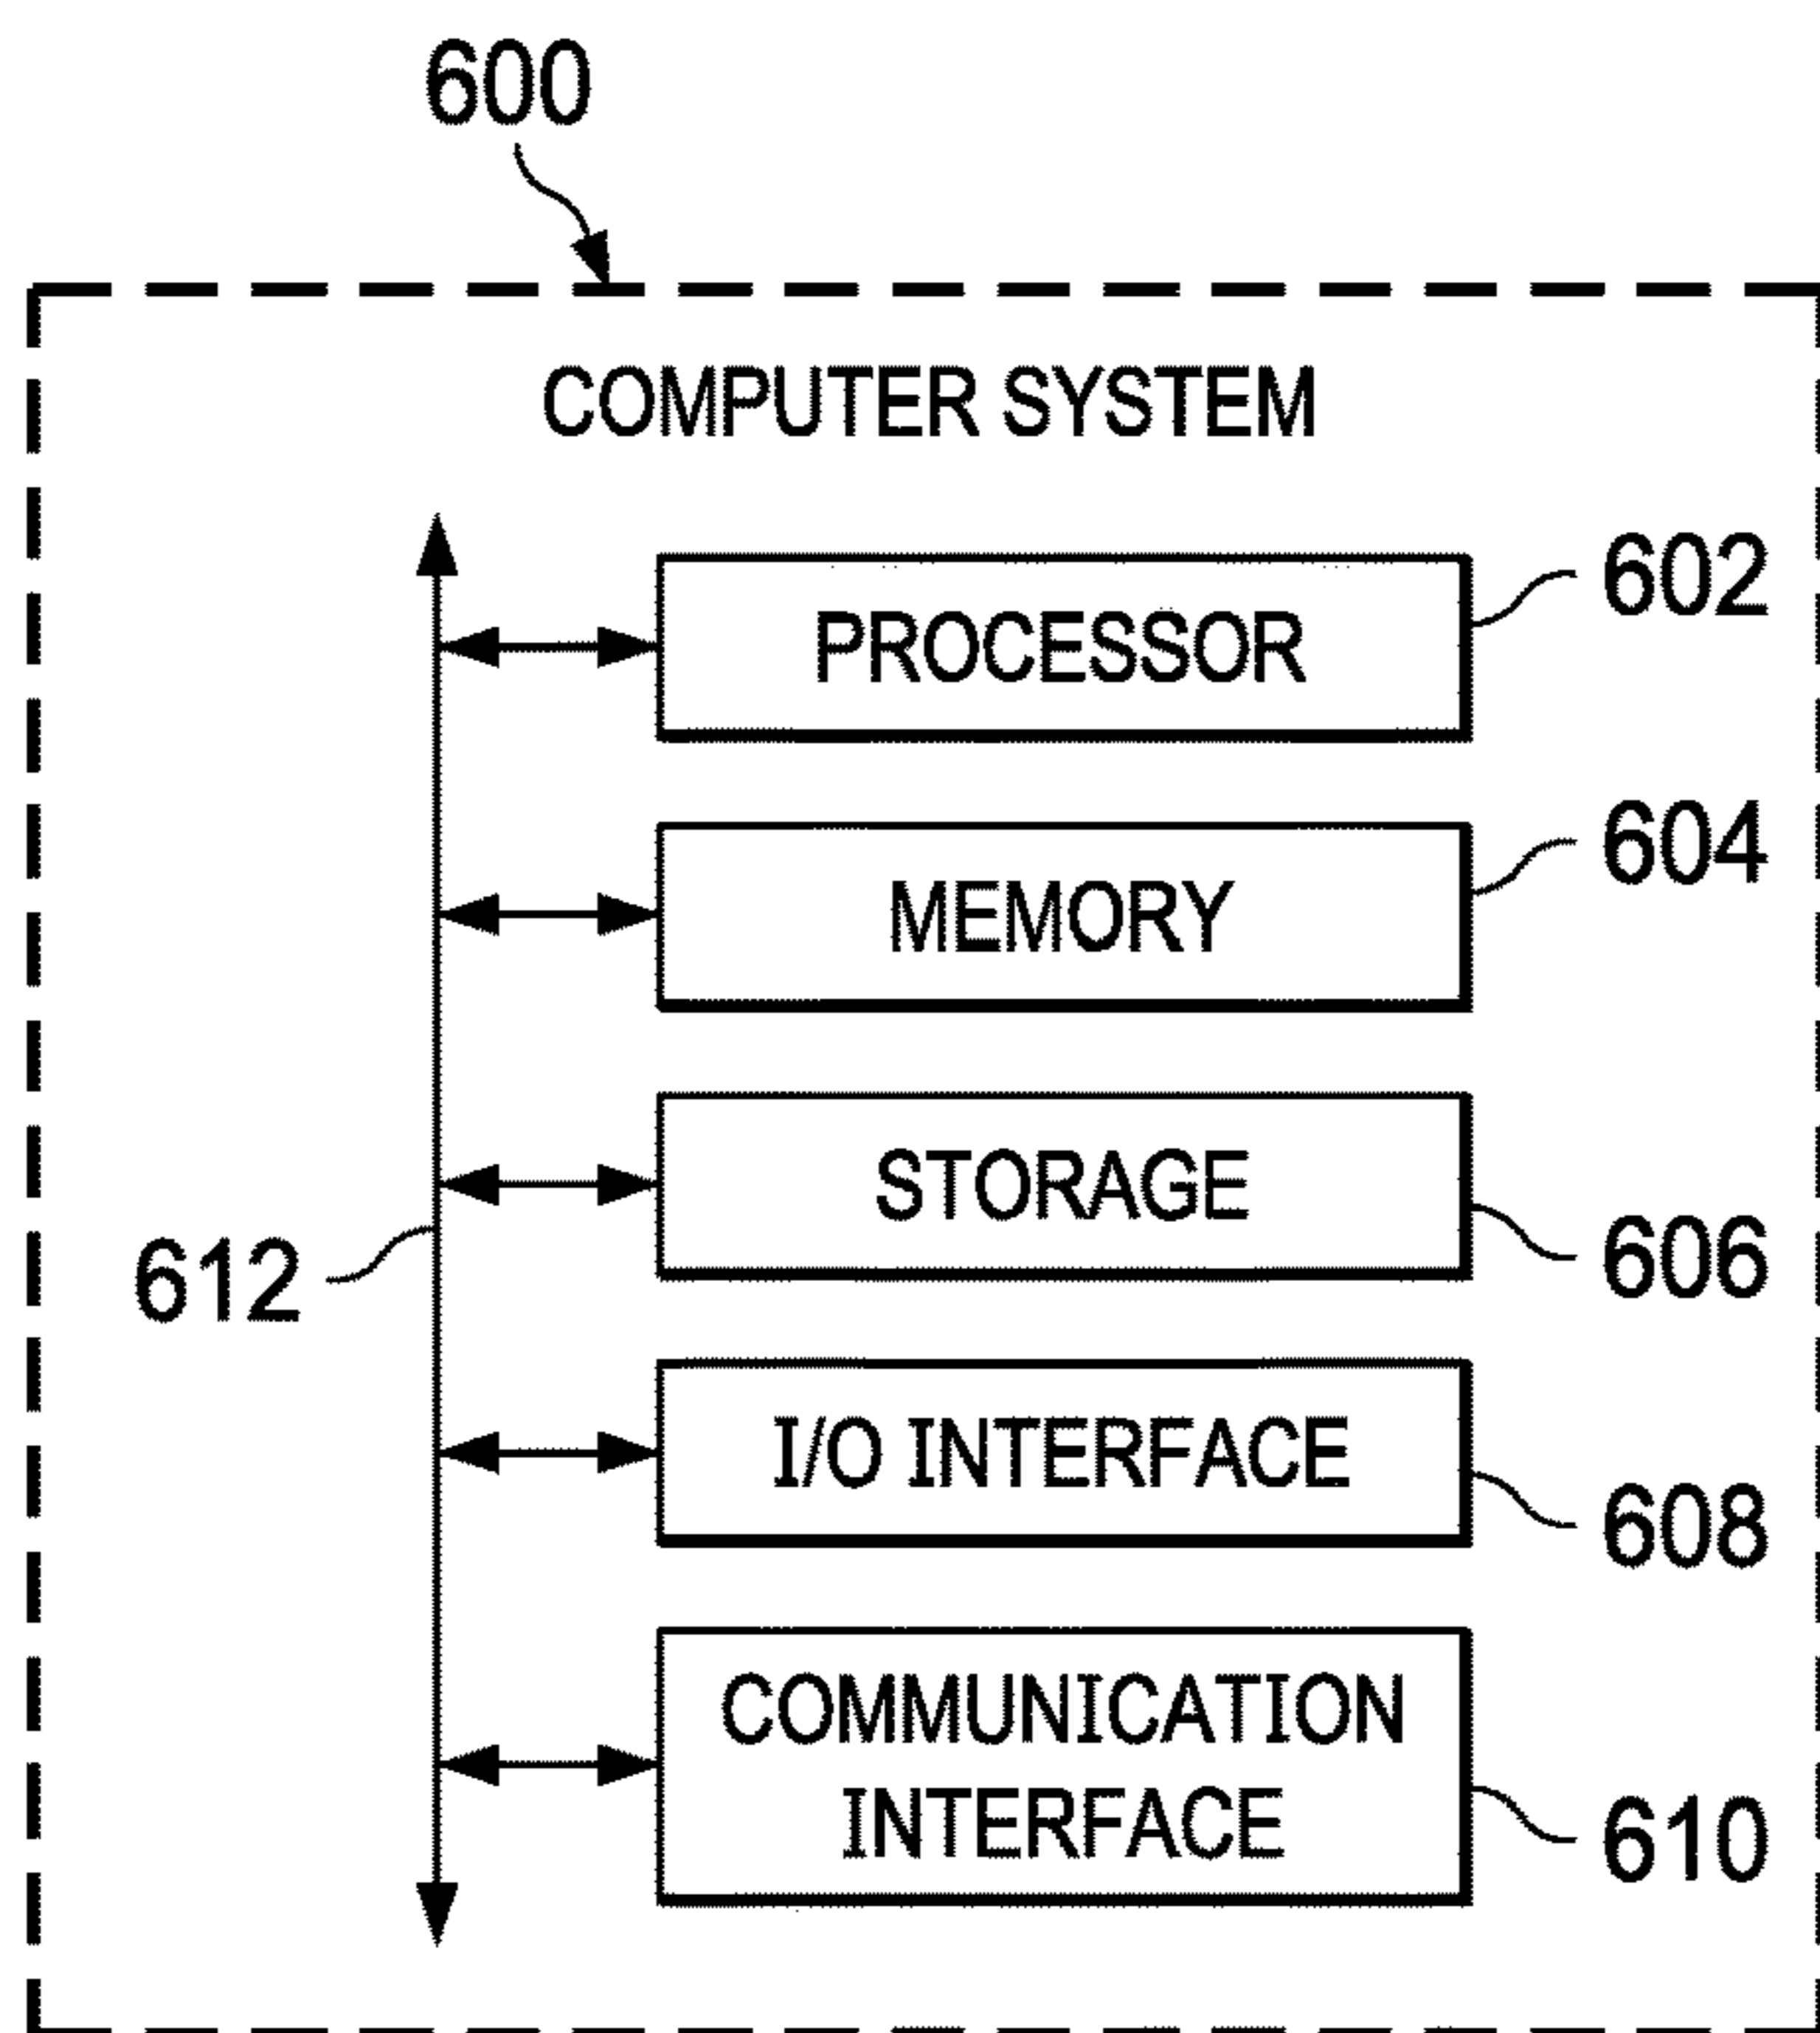 600
COMPUTER SYSTEM
PROCESSOR
602
MEMORY
604
STORAGE
606
612
I/O INTERFACE
608
COMMUNICATION
INTERFACE
610